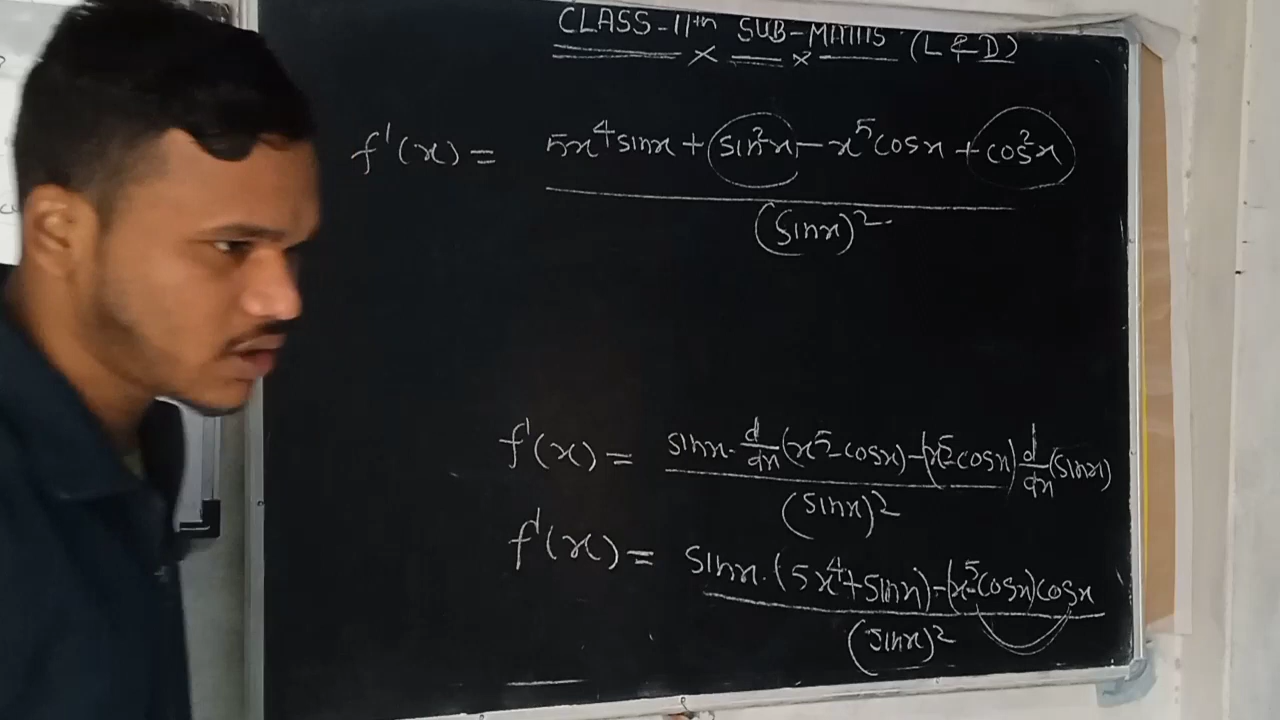 CLASS-11th SUB-MATHS (L & D)
f'(x) = 5x⁴sinx + sin²x - x⁵cosx + cos²x
(sinx)²
f'(x) = sinx. d/dx (x⁵-cosx) - (x⁵-cosx) d/dx (sinx)
(sinx)²
f'(x) = sinx. (5x⁴+sinx) - (x⁵-cosx)cosx
(sinx)²